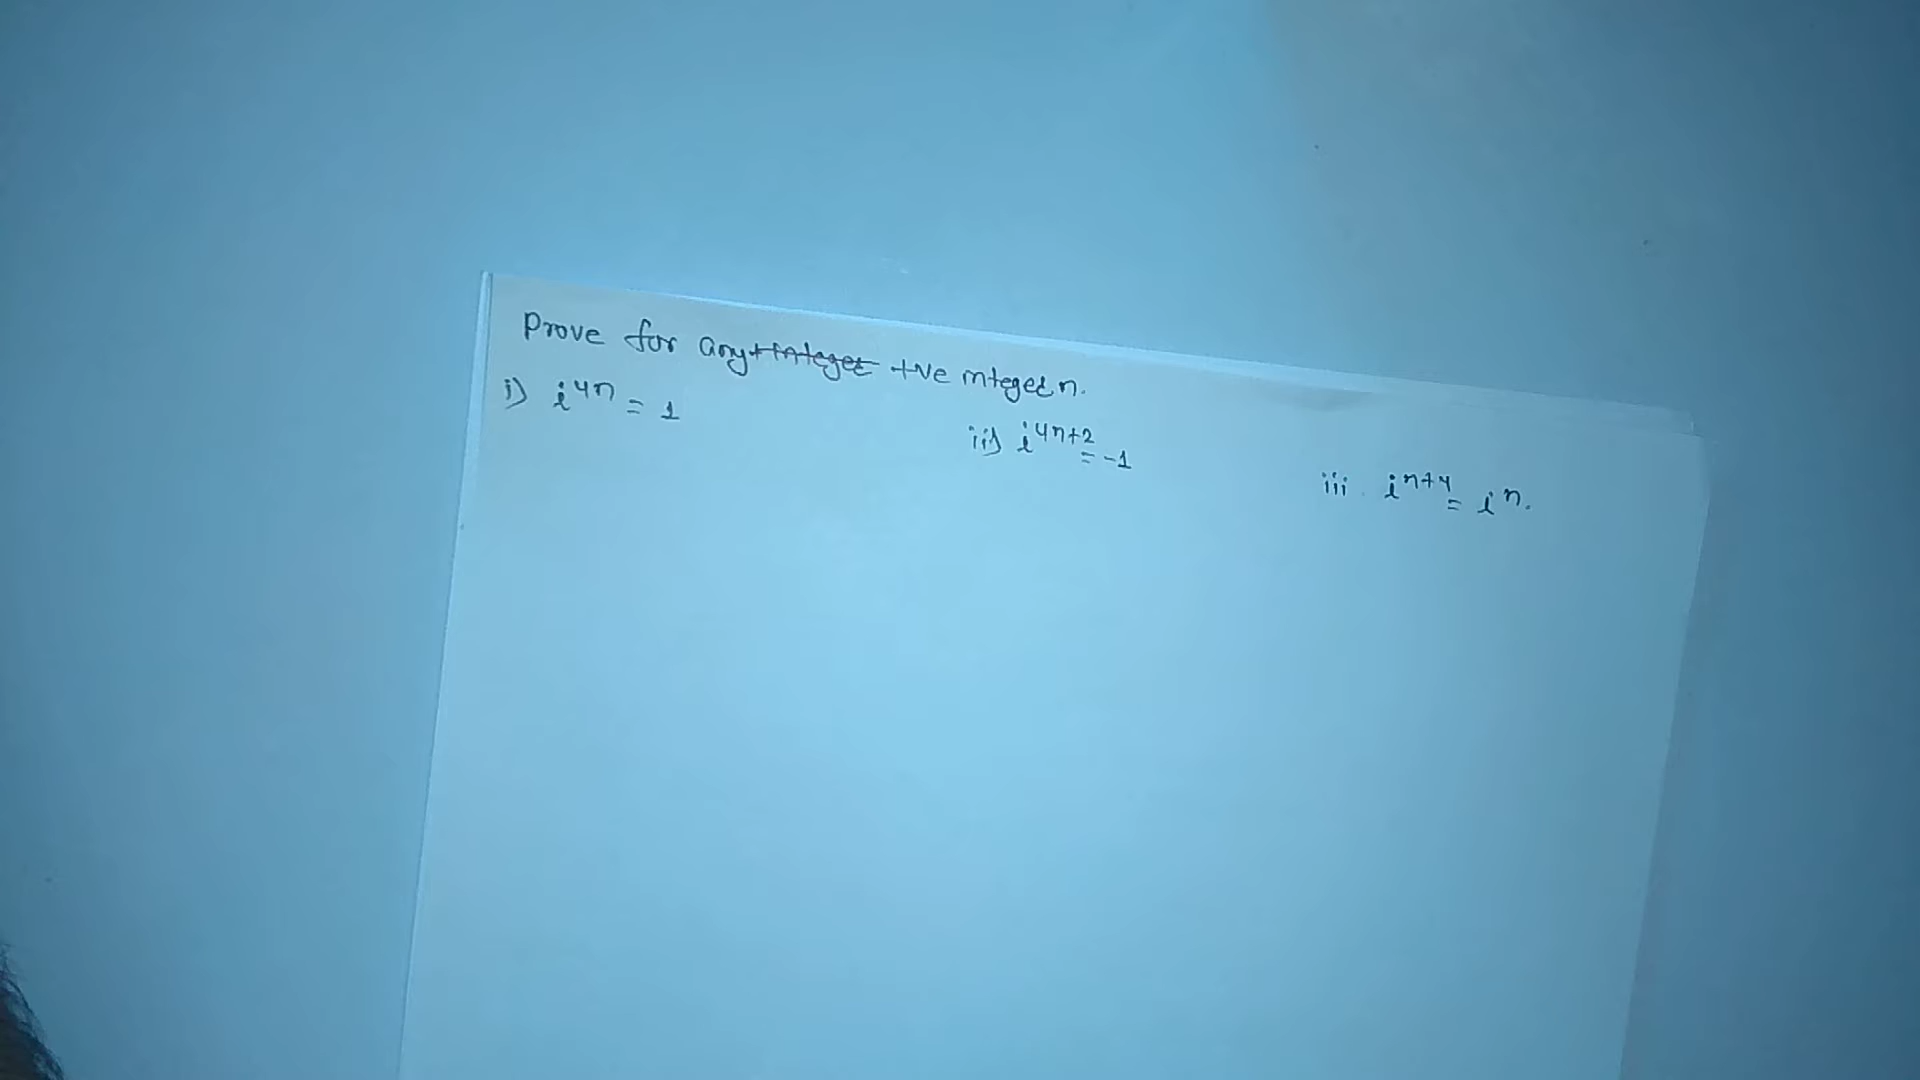 Prove for any +ve integer n.
i) i^{4n} = 1
ii) i^{4n+2} = -1
iii. i^{n+4} = i^n.